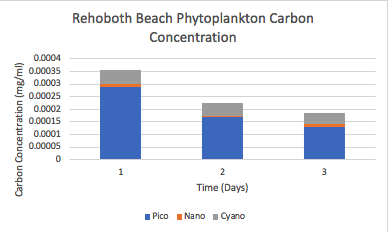 Rehoboth Beach Phytoplankton Carbon
Concentration
Carbon Concentration (mg/ml)
0.0004
0.00035
0.0003
0.00025
0.0002
0.00015
0.0001
0.00005
0
1 2 3
Time (Days)
Pico Nano Cyano